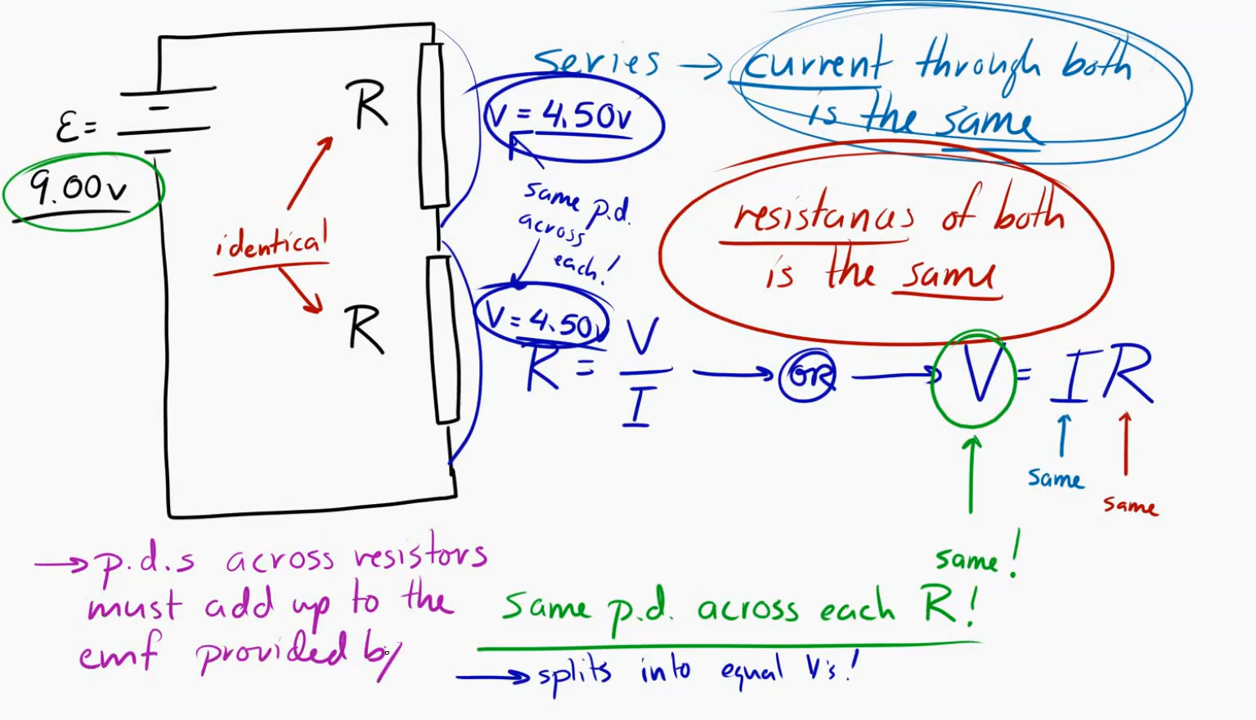 series → current through both
is the same
R
V = 4.50v
ε =
9.00v
same p.d.
across
each!
resistances of both
is the same
identical
R
V = 4.50v
R = V/I → OR → V = IR
same
same
same!
→ p.d.s across resistors
must add up to the
emf provided by
same p.d. across each R!
→ splits into equal V's!